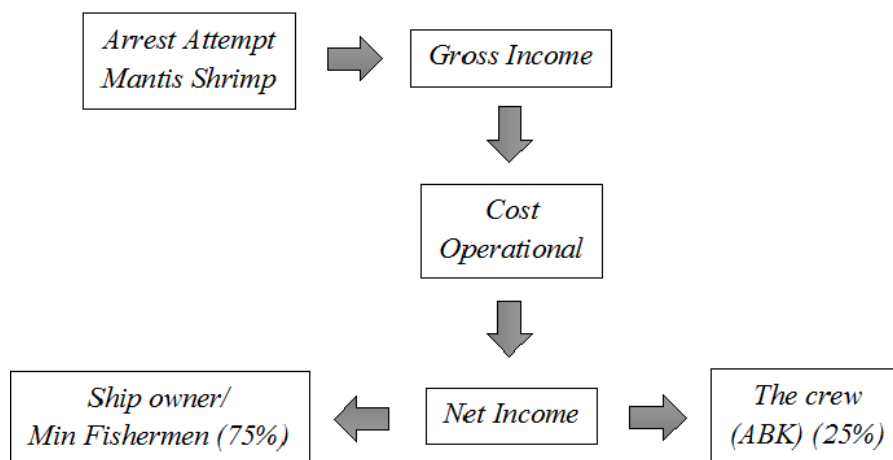 Arrest Attempt
Mantis Shrimp
Gross Income
Cost
Operational
Ship owner/
Min Fishermen (75%)
Net Income
The crew
(ABK) (25%)